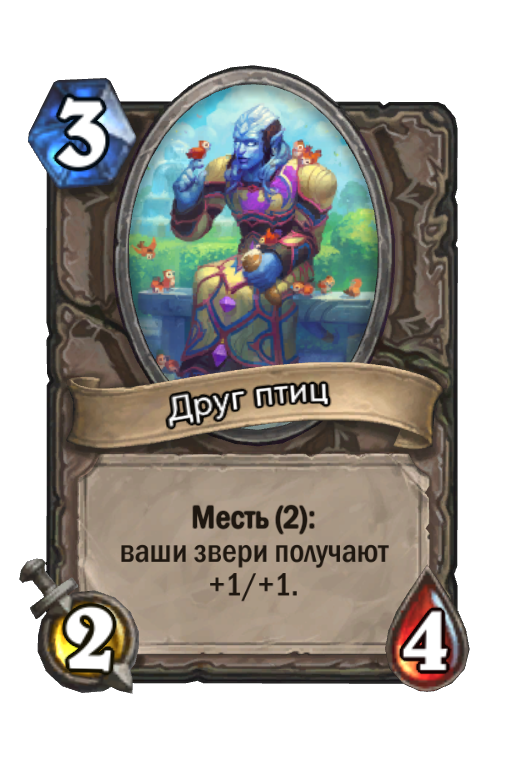 3
Друг птиц
Месть (2):
ваши звери получают
+1/+1.
2
4